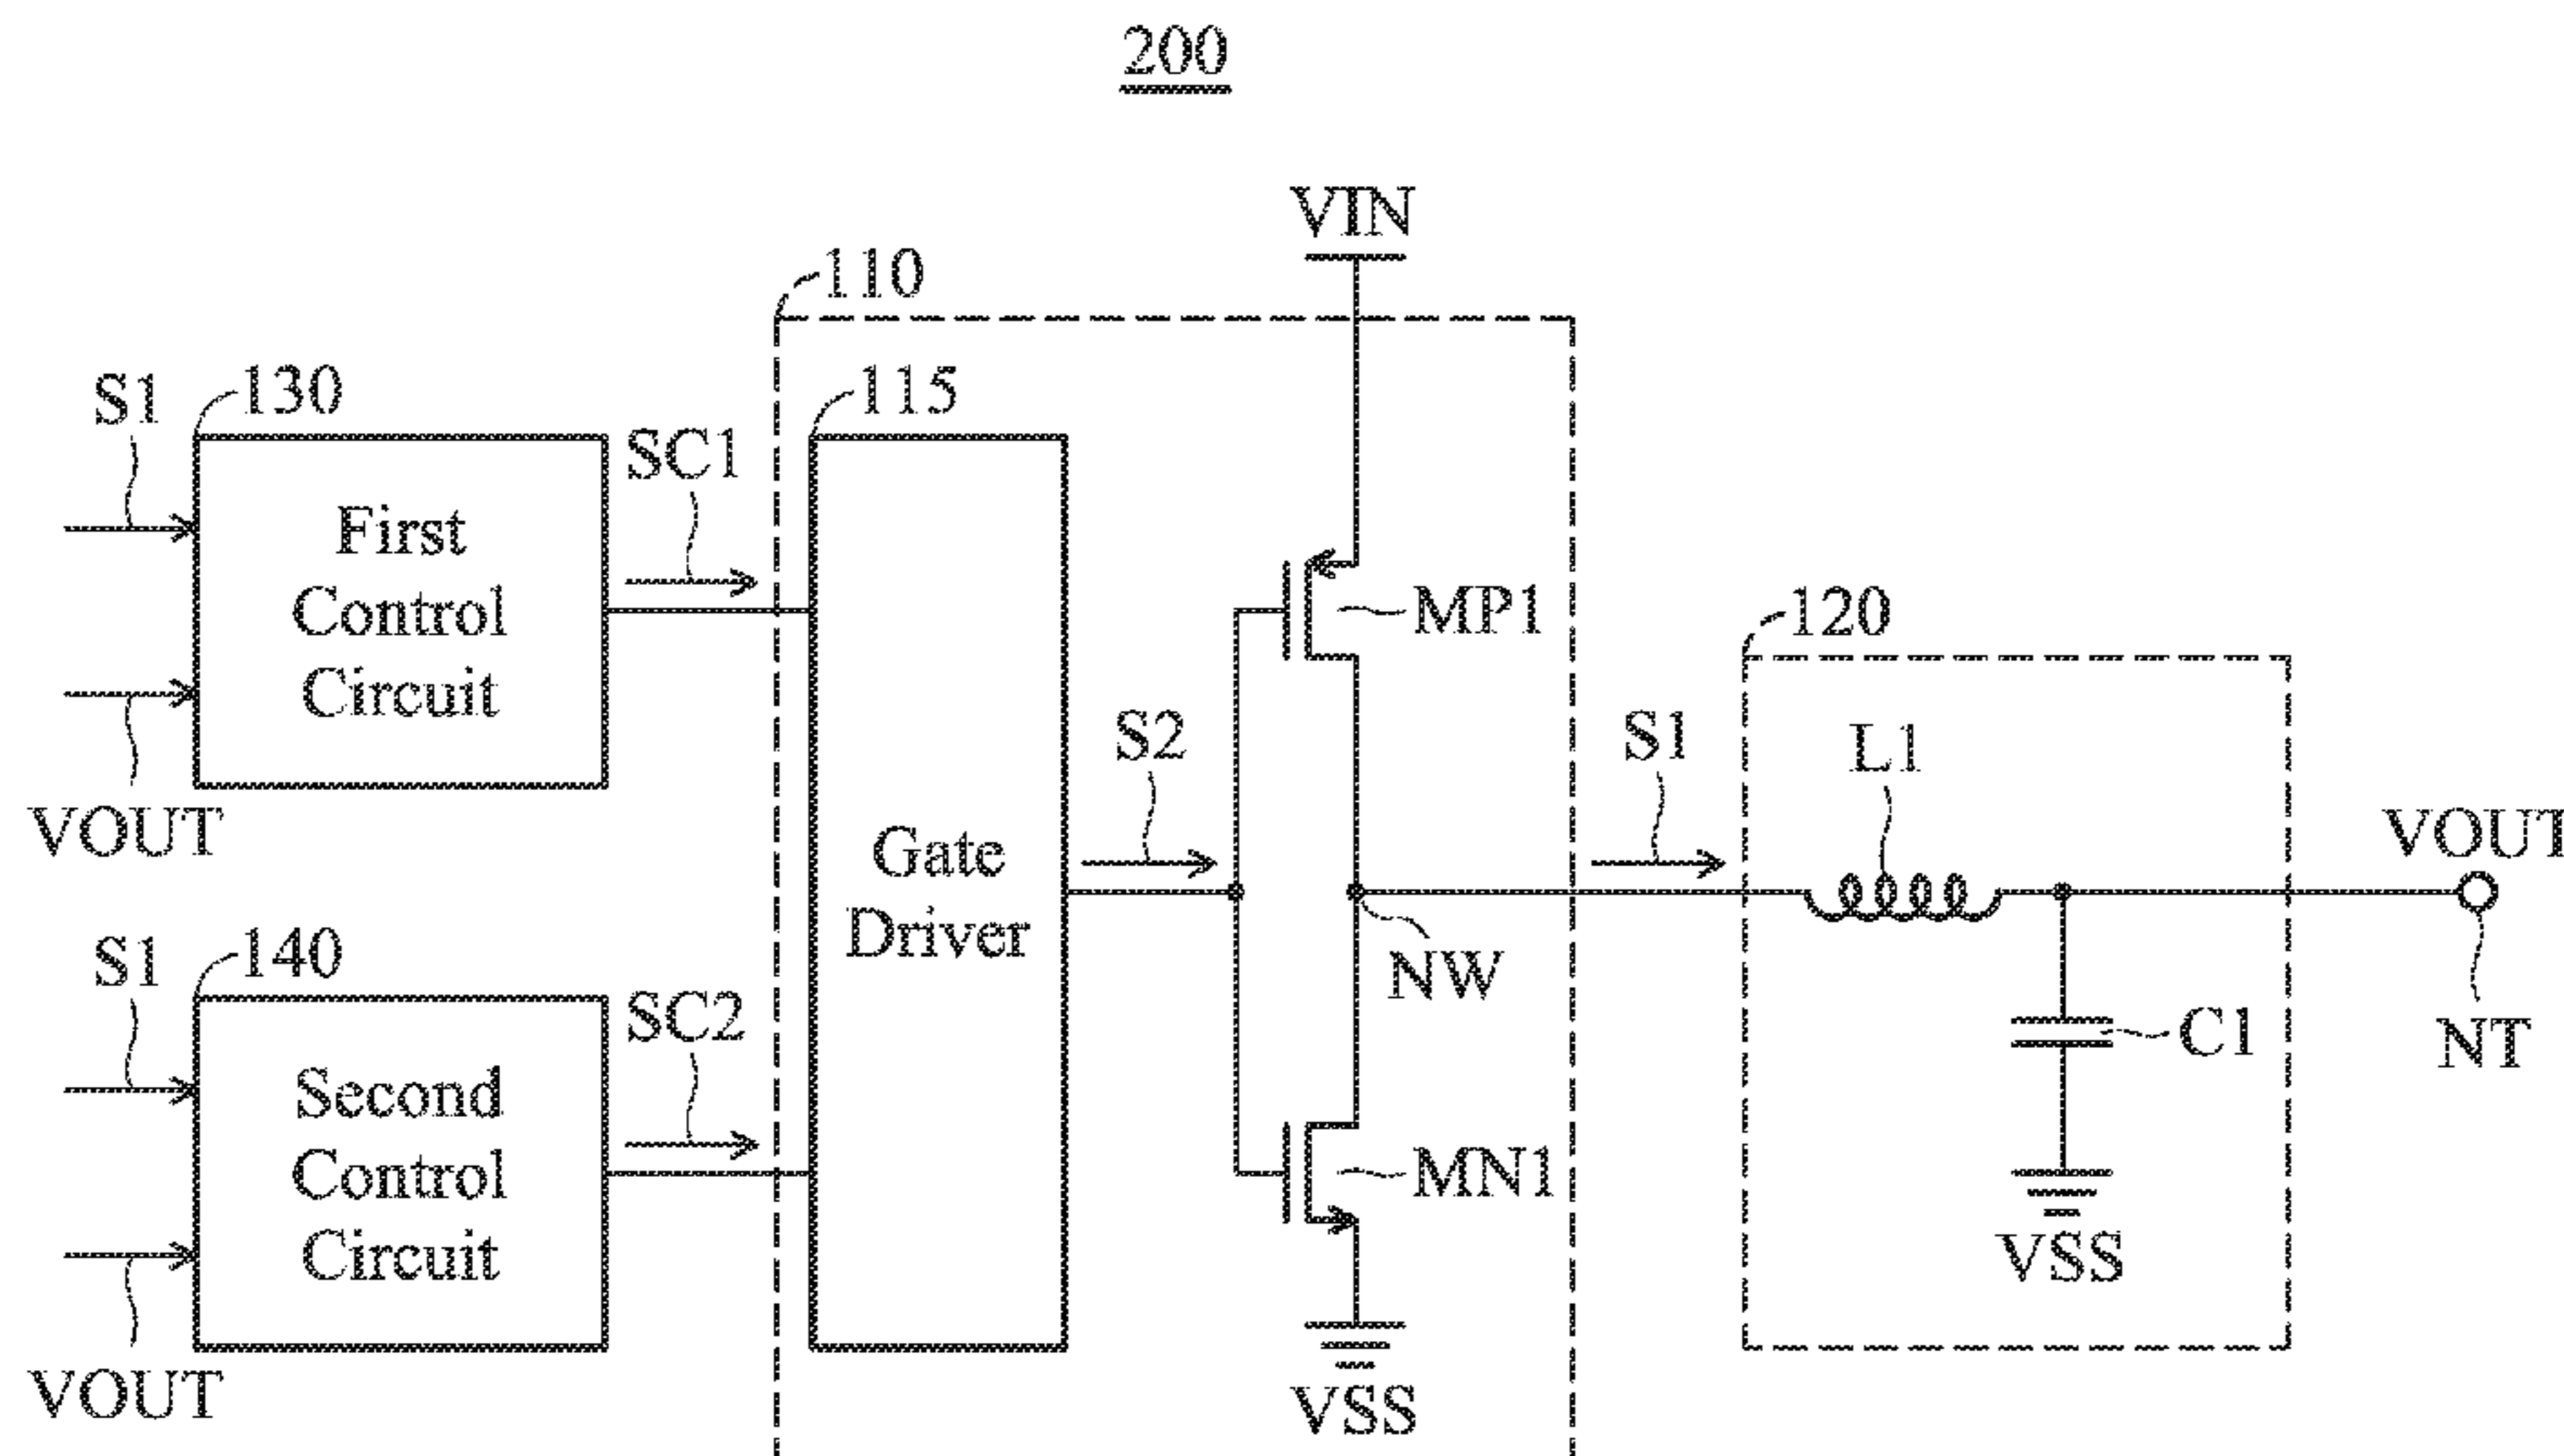 200
VIN
110
S1
130
SC1
115
First
Control
Circuit
MP1
120
VOUT
S2
S1
L1
VOUT
Gate
Driver
S1
140
SC2
NW
C1
NT
Second
Control
Circuit
MN1
VSS
VOUT
VSS